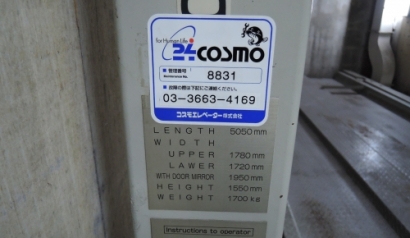 for Human Life
24 COSMO
■ 管理番号
8831
■ 故障の際は下記にご連絡ください。
03-3663-4169
コスモエレベーター株式会社
LENGTH 5050mm
WIDTH
UPPER 1780mm
LAWER 1720mm
WITH DOOR MIRROR 1950mm
HEIGHT 1550mm
WEIGHT 1700kg
Instructions to operator